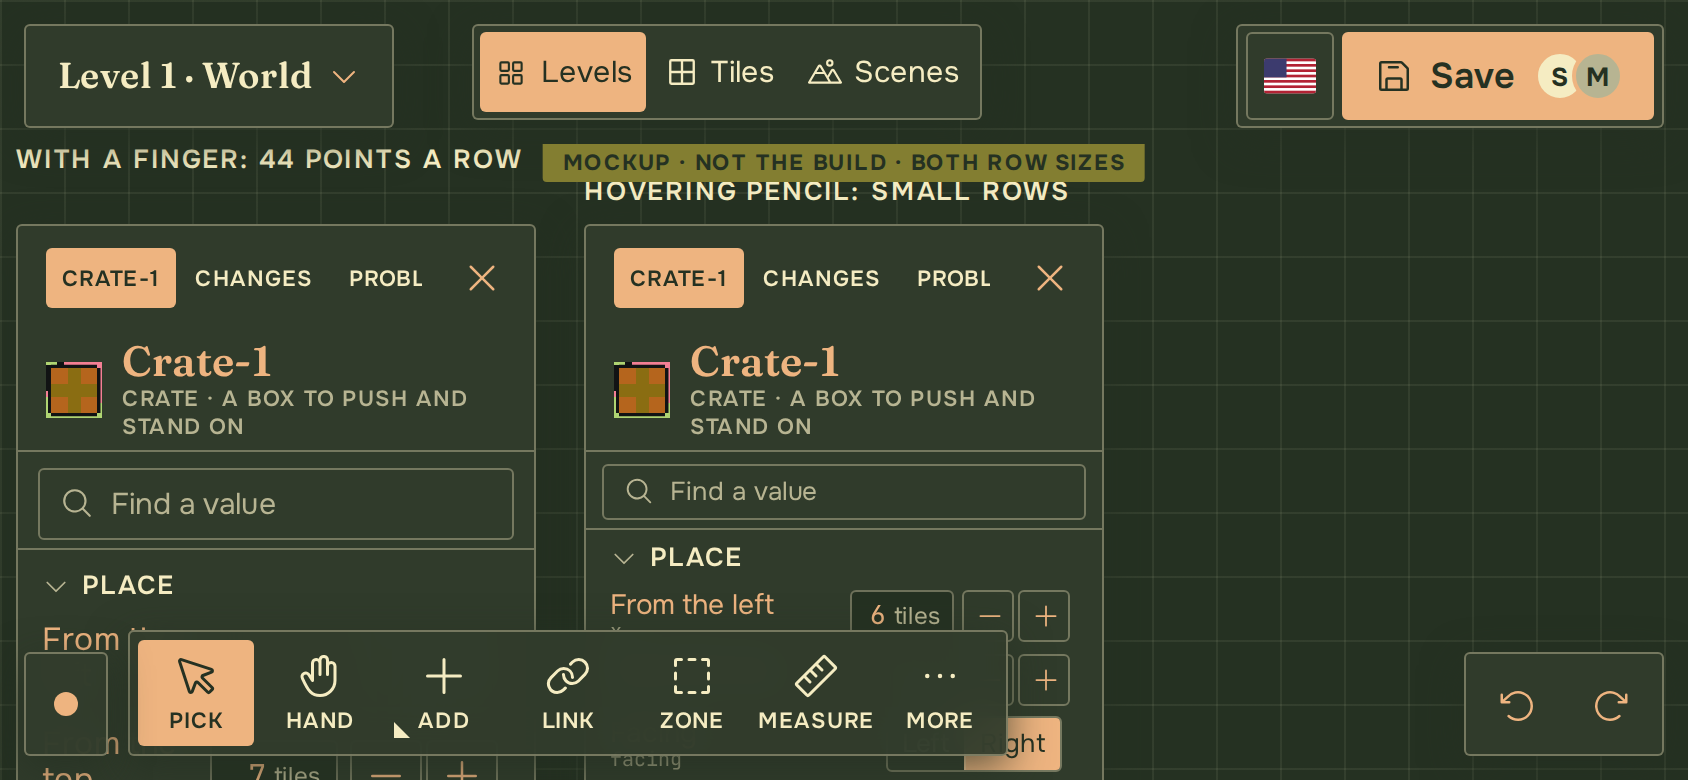 Level 1 · World
Levels
Tiles
Scenes
Save
S
M
WITH A FINGER: 44 POINTS A ROW
MOCKUP · NOT THE BUILD · BOTH ROW SIZES
HOVERING PENCIL: SMALL ROWS
CRATE-1
CHANGES
PROBL
Crate-1
CRATE · A BOX TO PUSH AND
STAND ON
Find a value
PLACE
From
7 tiles
CRATE-1
CHANGES
PROBL
Crate-1
CRATE · A BOX TO PUSH AND
STAND ON
Find a value
PLACE
From the left
6 tiles
Right
facing
PICK
HAND
ADD
LINK
ZONE
MEASURE
MORE